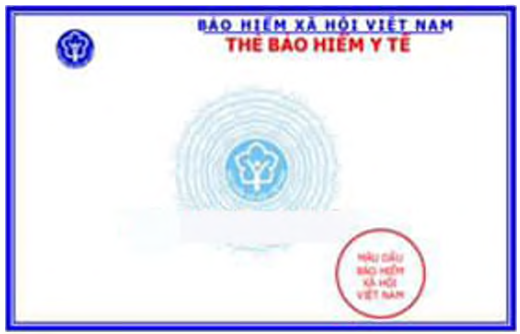 BẢO HIỂM XÃ HỘI VIỆT NAM
THẺ BẢO HIỂM Y TẾ
MẪU DẤU
BẢO HIỂM
XÃ HỘI
VIỆT NAM